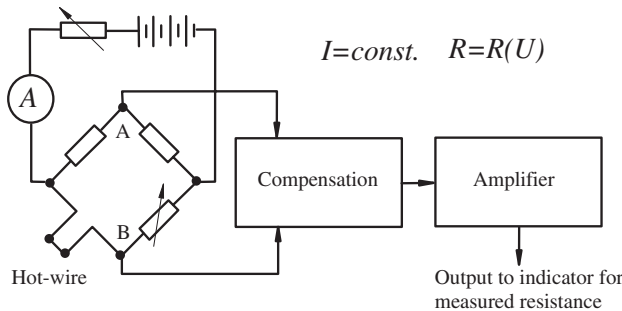 I=const. R=R(U)
A
A
Compensation
Amplifier
B
Hot-wire
Output to indicator for
measured resistance